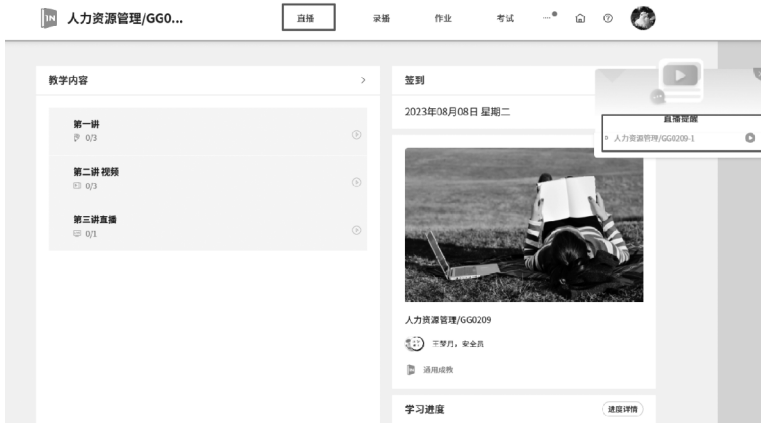 人力资源管理/GG0...
直播
录播
作业
考试
...
教学内容
第一讲
0/3
第二讲 视频
0/3
第三讲直播
0/1
签到
2023年08月08日 星期二
直播提醒
人力资源管理/GG0209-1
人力资源管理/GG0209
王梦月，安全员
通用成教
学习进度
进度详情